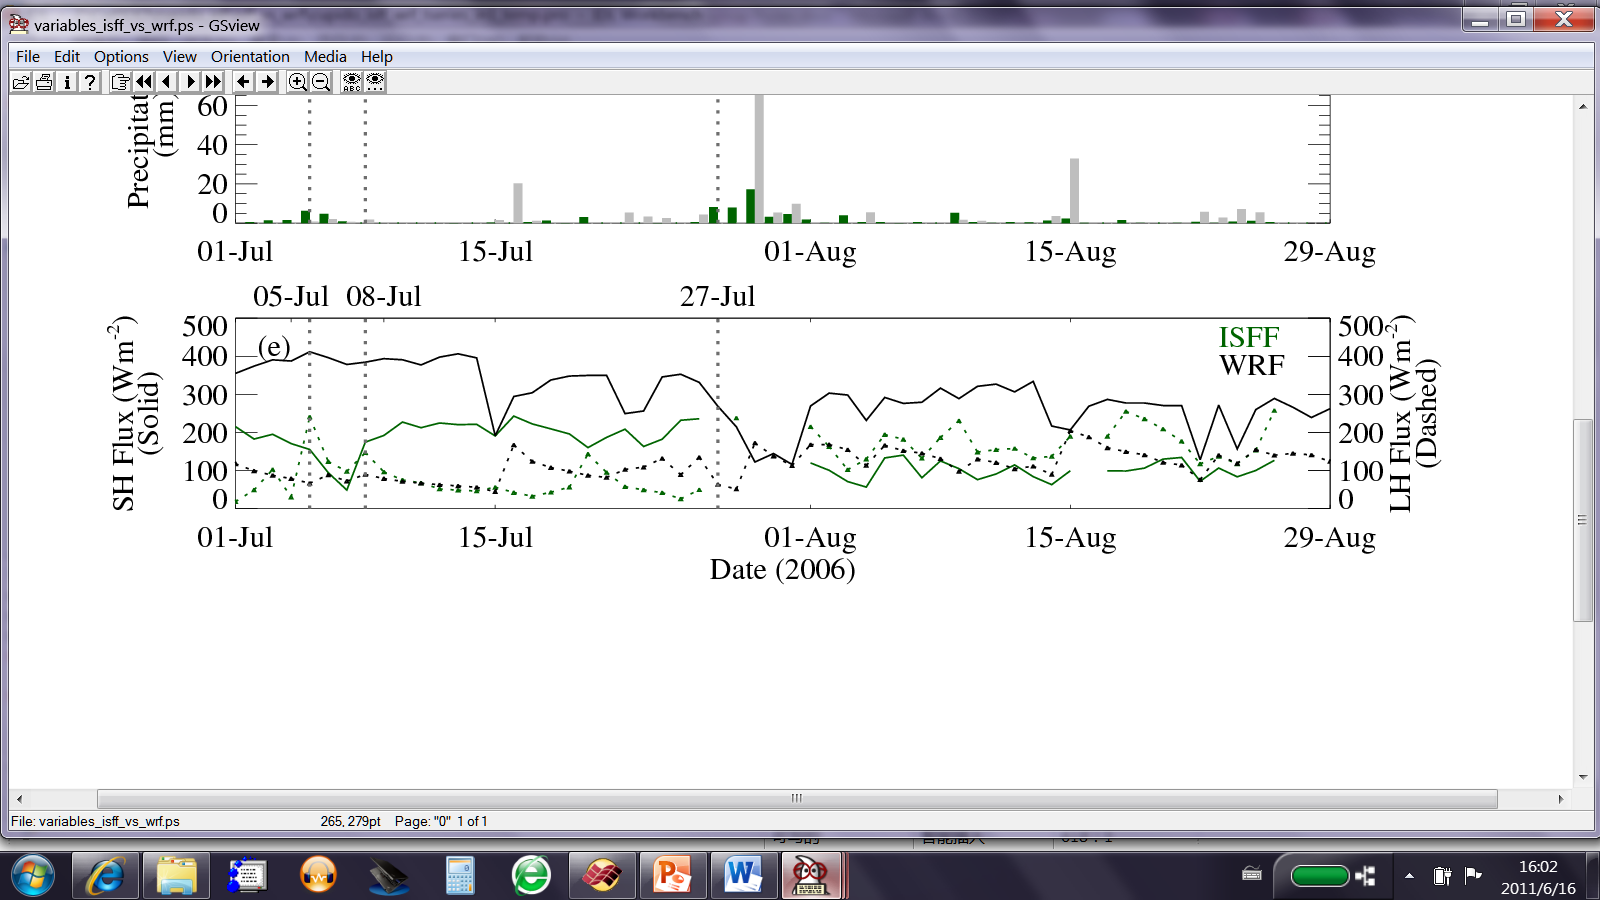 variables_isff_vs_wrf.ps - GSview
File Edit Options View Orientation Media Help
60
40
20
0
(mm)
01-Jul 15-Jul 01-Aug 15-Aug 29-Aug
05-Jul 08-Jul 27-Jul
500
400
300
200
100
0
SH Flux (Wm-2)
(Solid)
(e)
ISFF
WRF
500
400
300
200
100
0
LH Flux (Wm-2)
(Dashed)
01-Jul 15-Jul 01-Aug 15-Aug 29-Aug
Date (2006)
File: variables_isff_vs_wrf.ps 265, 279pt Page: "0" 1 of 1
16:02
2011/6/16